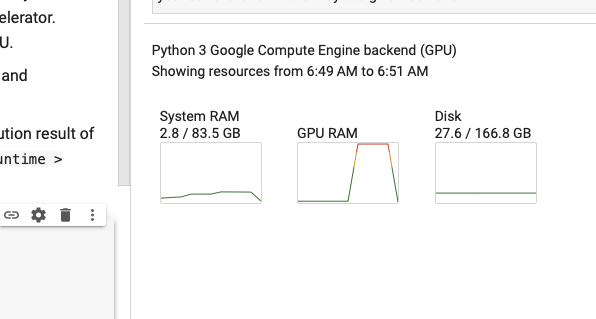 elerator.
U.
and
ution result of
untime >
Python 3 Google Compute Engine backend (GPU)
Showing resources from 6:49 AM to 6:51 AM
System RAM
2.8 / 83.5 GB
GPU RAM
Disk
27.6 / 166.8 GB